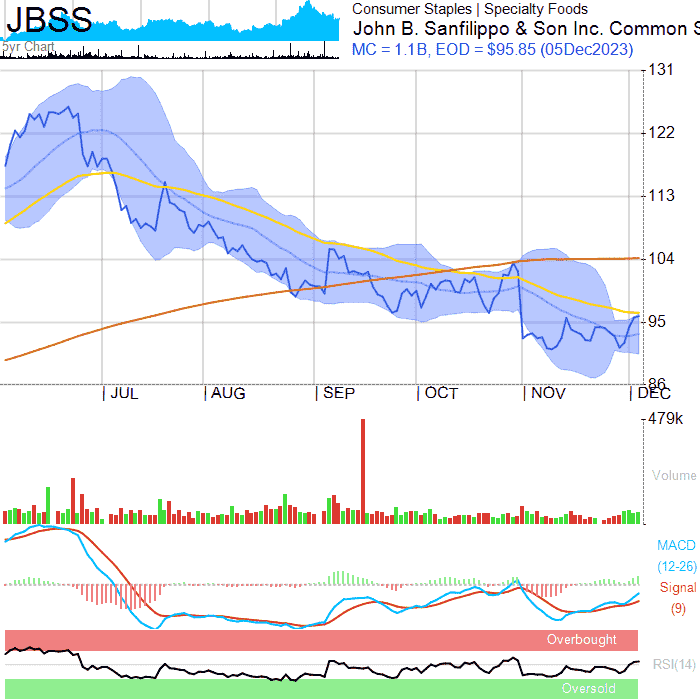 JBSS
5yr Chart
Consumer Staples | Specialty Foods
John B. Sanfilippo & Son Inc. Common S
MC = 1.1B, EOD = $95.85 (05Dec2023)
131
122
113
104
95
86
JUL
AUG
SEP
OCT
NOV
DEC
479k
Volume
MACD
(12-26)
Signal
(9)
Overbought
RSI(14)
Oversold